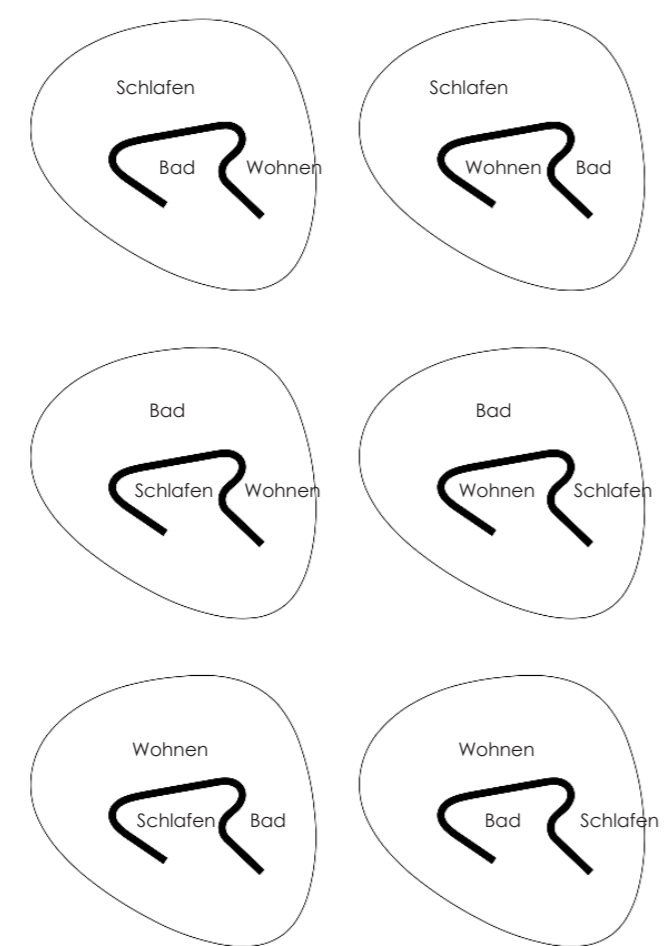 Schlafen
Bad Wohnen
Schlafen
Wohnen Bad
Bad
Schlafen Wohnen
Bad
Wohnen Schlafen
Wohnen
Schlafen Bad
Wohnen
Bad Schlafen